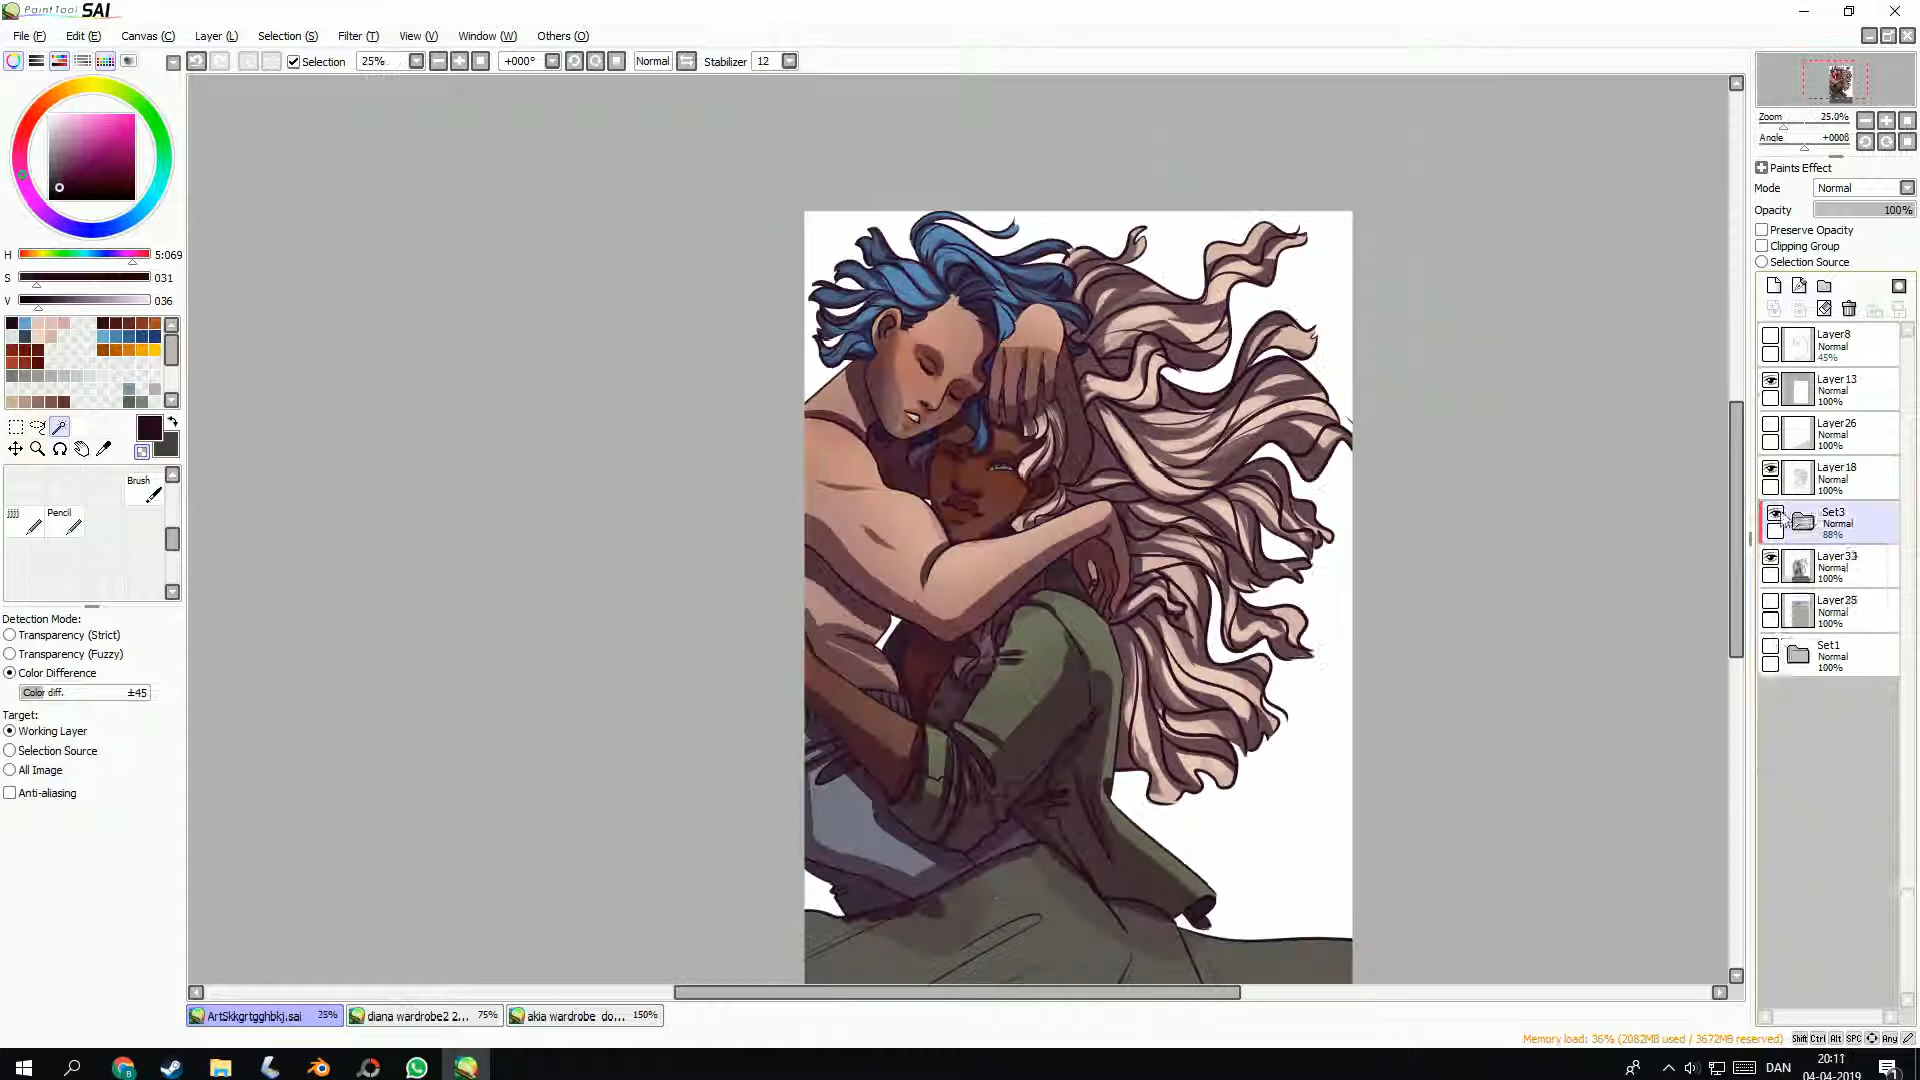 PaintTool SAI
File (F) Edit (E) Canvas (C) Layer (L) Selection (S) Filter (T) View (V) Window (W) Others (O)
Selection 25% +000° Normal Stabilizer 12
Zoom 25.0%
Angle
Paints Effect
Mode Normal
Opacity 100%
Preserve Opacity
Clipping Group
Selection Source
H 5:069
S 031
V 036
Brush
jjjj Pencil
Detection Mode:
Transparency (Strict)
Transparency (Fuzzy)
Color Difference
Color diff. ±45
Target:
Working Layer
Selection Source
All Image
Anti-aliasing
Layer8
Normal
45%
Layer13
Normal
100%
Layer26
Normal
100%
Layer18
Normal
100%
Set3
Normal
88%
Layer33
Normal
100%
Layer25
Normal
100%
Set1
Normal
100%
ArtSkkgrtgghbkj.sai 25% diana wardrobe2 2... 75% akia wardrobe do... 150%
Memory load: 36% (2082MB used / 3672MB reserved) Shift Ctrl Alt SPC Any
DAN
20:11
04-04-2019